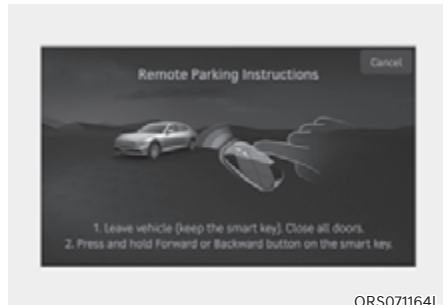 Cancel
Remote Parking Instructions
1. Leave vehicle (keep the smart key). Close all doors.
2. Press and hold Forward or Backward button on the smart key.
ORS071164L